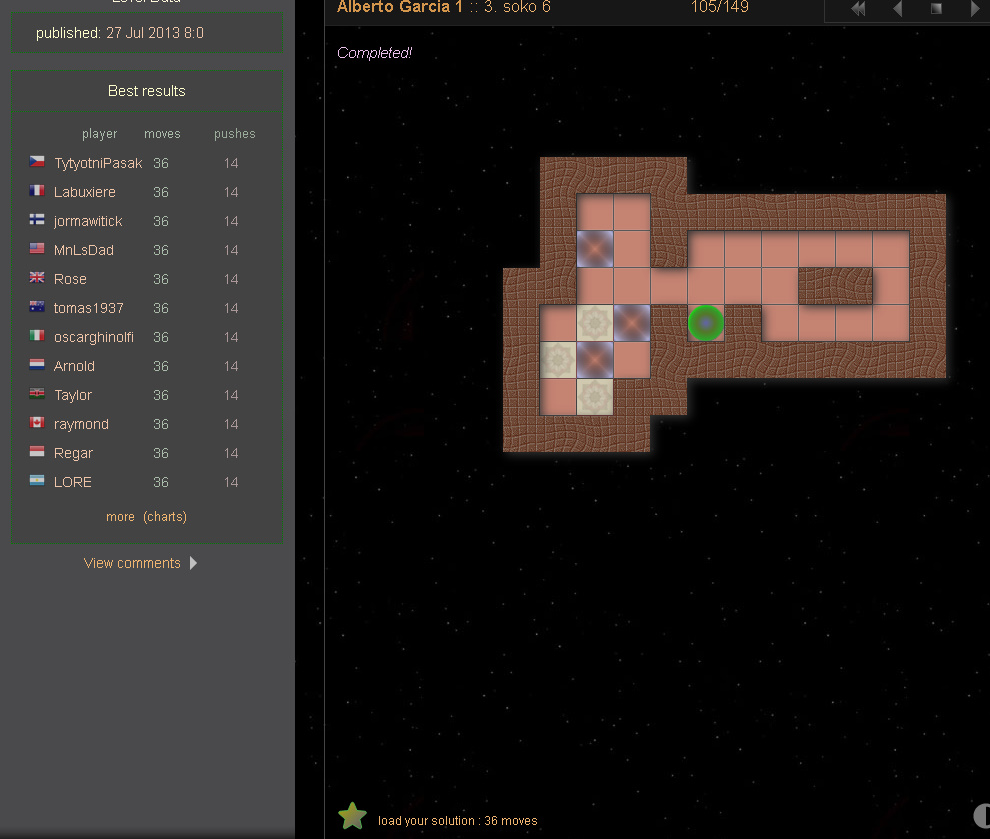 published: 27 Jul 2013 8:0
Best results
player moves pushes
TytyotniPasak 36 14
Labuxiere 36 14
jormawitick 36 14
MnLsDad 36 14
Rose 36 14
tomas1937 36 14
oscarghinolfi 36 14
Arnold 36 14
Taylor 36 14
raymond 36 14
Regar 36 14
LORE 36 14
more (charts)
View comments
Alberto Garcia 1 :: 3. soko 6 105/149
Completed!
load your solution : 36 moves